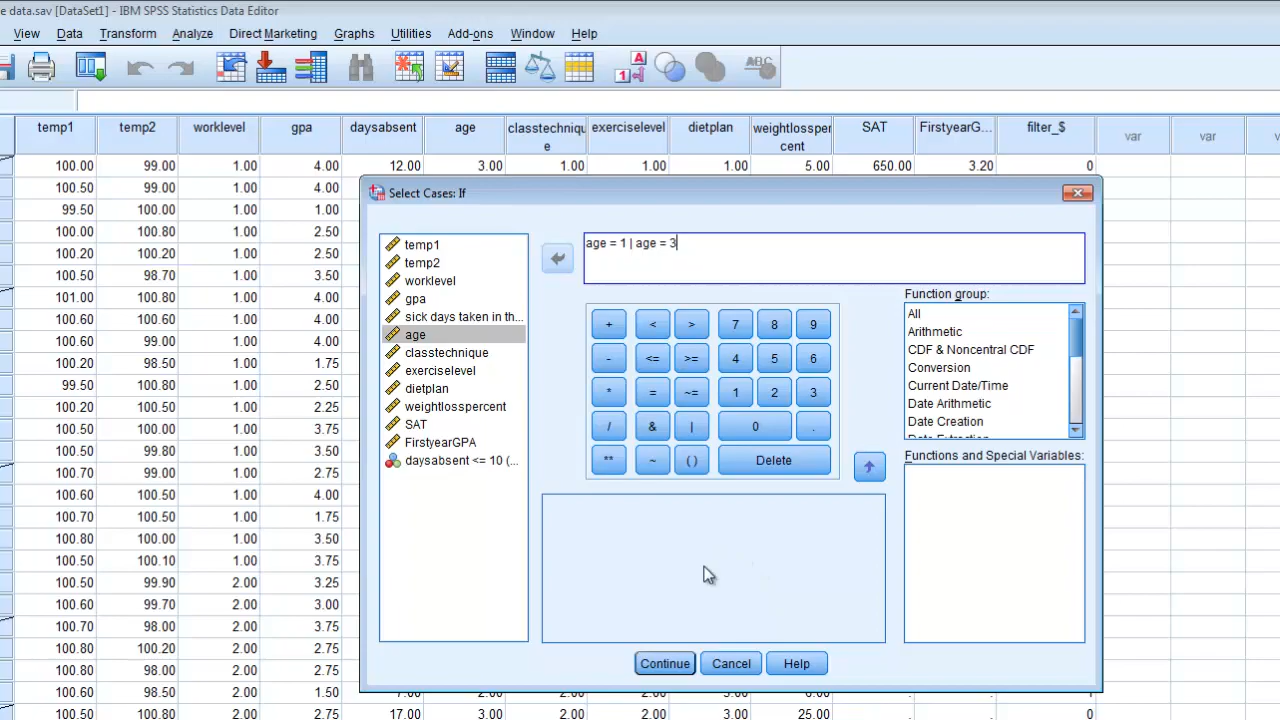 e data.sav [DataSet1] - IBM SPSS Statistics Data Editor
View Data Transform Analyze Direct Marketing Graphs Utilities Add-ons Window Help
temp1 temp2 worklevel gpa daysabsent age classtechniqu e exerciselevel dietplan weightlossper cent SAT FirstyearG... filter_$ var var
100.00 99.00 1.00 4.00 12.00 3.00 1.00 1.00 1.00 5.00 650.00 3.20 0
100.50 99.00 1.00 4.00
99.50 100.00 1.00 1.00
100.00 100.80 1.00 2.50
100.20 100.20 1.00 2.50
100.50 98.70 1.00 3.50
101.00 100.80 1.00 4.00
100.60 100.60 1.00 4.00
100.60 99.00 1.00 4.00
100.20 98.50 1.00 1.75
99.50 100.80 1.00 2.50
100.20 100.50 1.00 2.25
100.50 100.00 1.00 3.75
100.50 99.80 1.00 3.50
100.70 99.00 1.00 2.75
100.60 100.50 1.00 4.00
100.70 100.50 1.00 1.75
100.80 100.00 1.00 3.50
100.50 100.10 1.00 3.75
100.50 99.90 2.00 3.25
100.60 99.70 2.00 3.00
100.70 98.00 2.00 3.75
100.80 100.20 2.00 2.75
100.80 98.00 2.00 2.75
100.60 98.50 2.00 1.50
100.50 100.80 2.00 2.75 17.00 3.00 2.00 2.00 3.00 25.00 . . 0
Select Cases: If
temp1
temp2
worklevel
gpa
sick days taken in th...
age
classtechnique
exerciselevel
dietplan
weightlosspercent
SAT
FirstyearGPA
daysabsent <= 10 (...
age = 1 | age = 3
+ < > 7 8 9
- <= >= 4 5 6
* = ~= 1 2 3
/ & | 0 .
** ~ ( ) Delete
Function group:
All
Arithmetic
CDF & Noncentral CDF
Conversion
Current Date/Time
Date Arithmetic
Date Creation
Date Extraction
Functions and Special Variables:
Continue Cancel Help